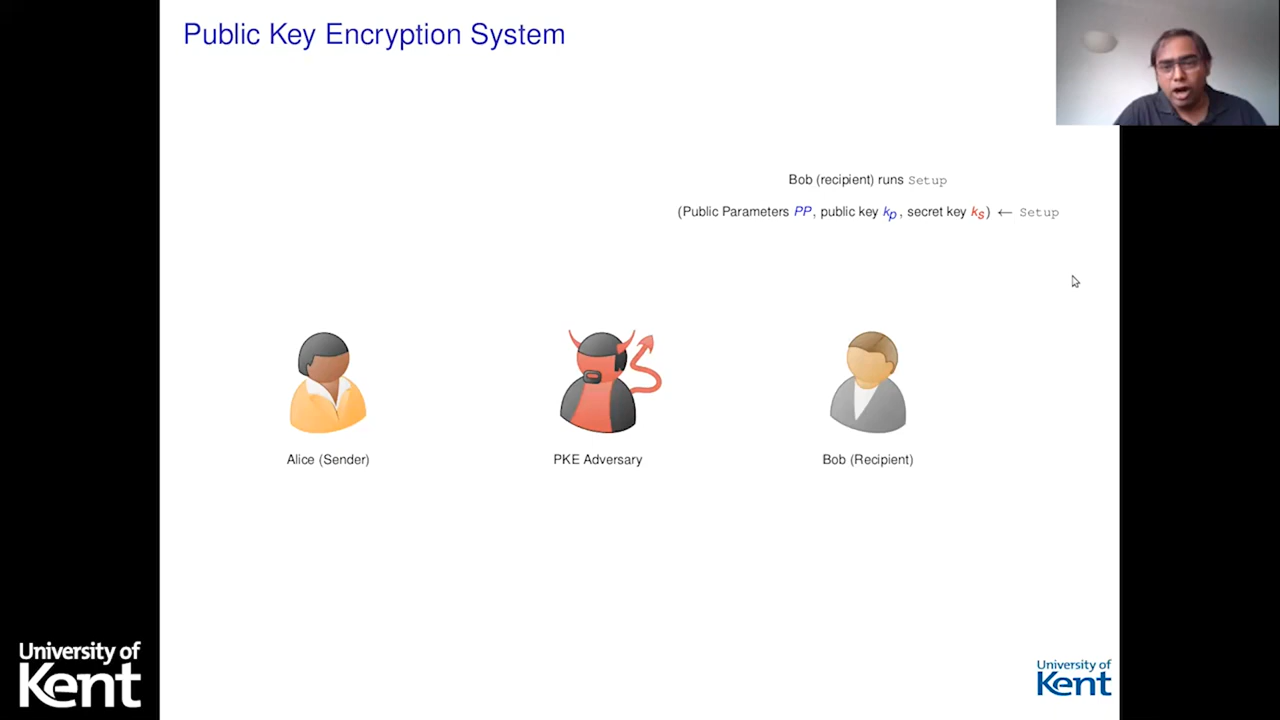 Public Key Encryption System
Bob (recipient) runs Setup
(Public Parameters PP, public key kp, secret key ks) ← Setup
Alice (Sender)
PKE Adversary
Bob (Recipient)
University of
Kent
University of
Kent